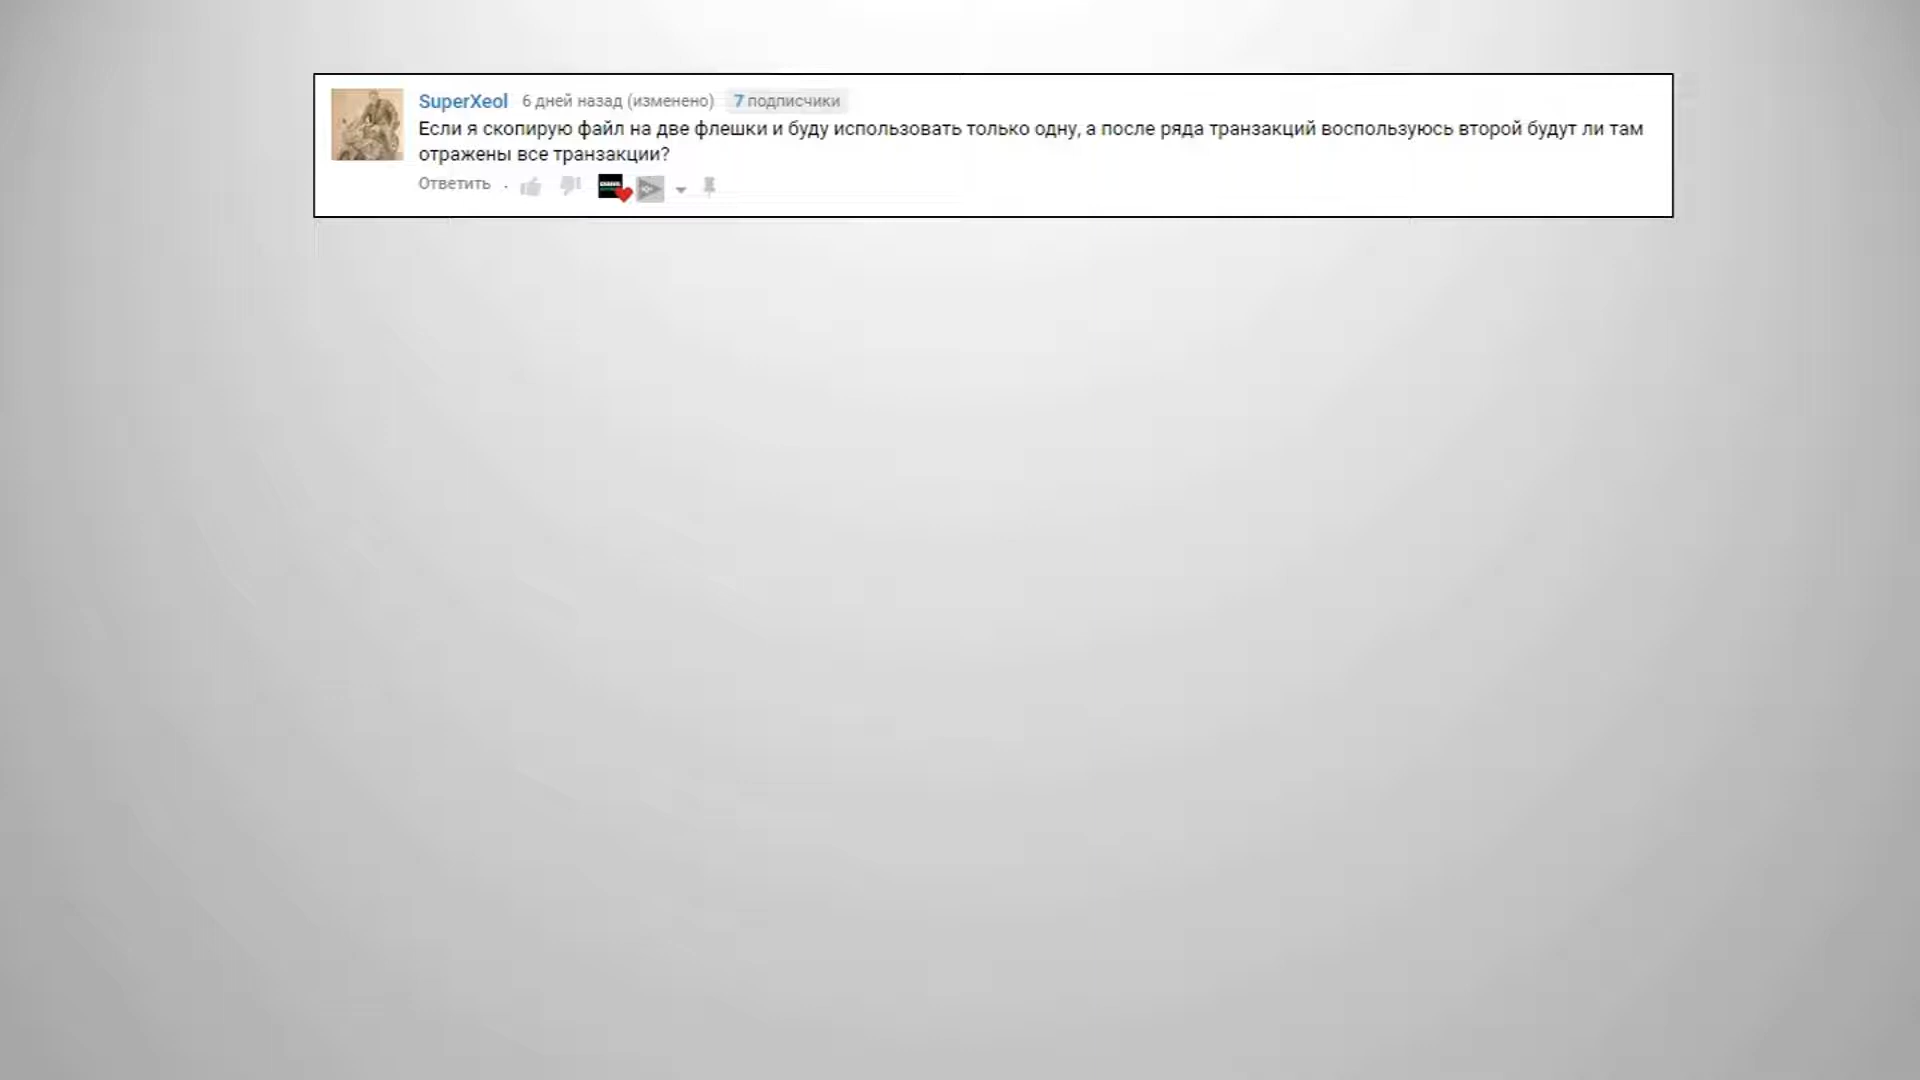 SuperXeol 6 дней назад (изменено) 7 подписчики
Если я скопирую файл на две флешки и буду использовать только одну, а после ряда транзакций воспользуюсь второй будут ли там
отражены все транзакции?
Ответить ·